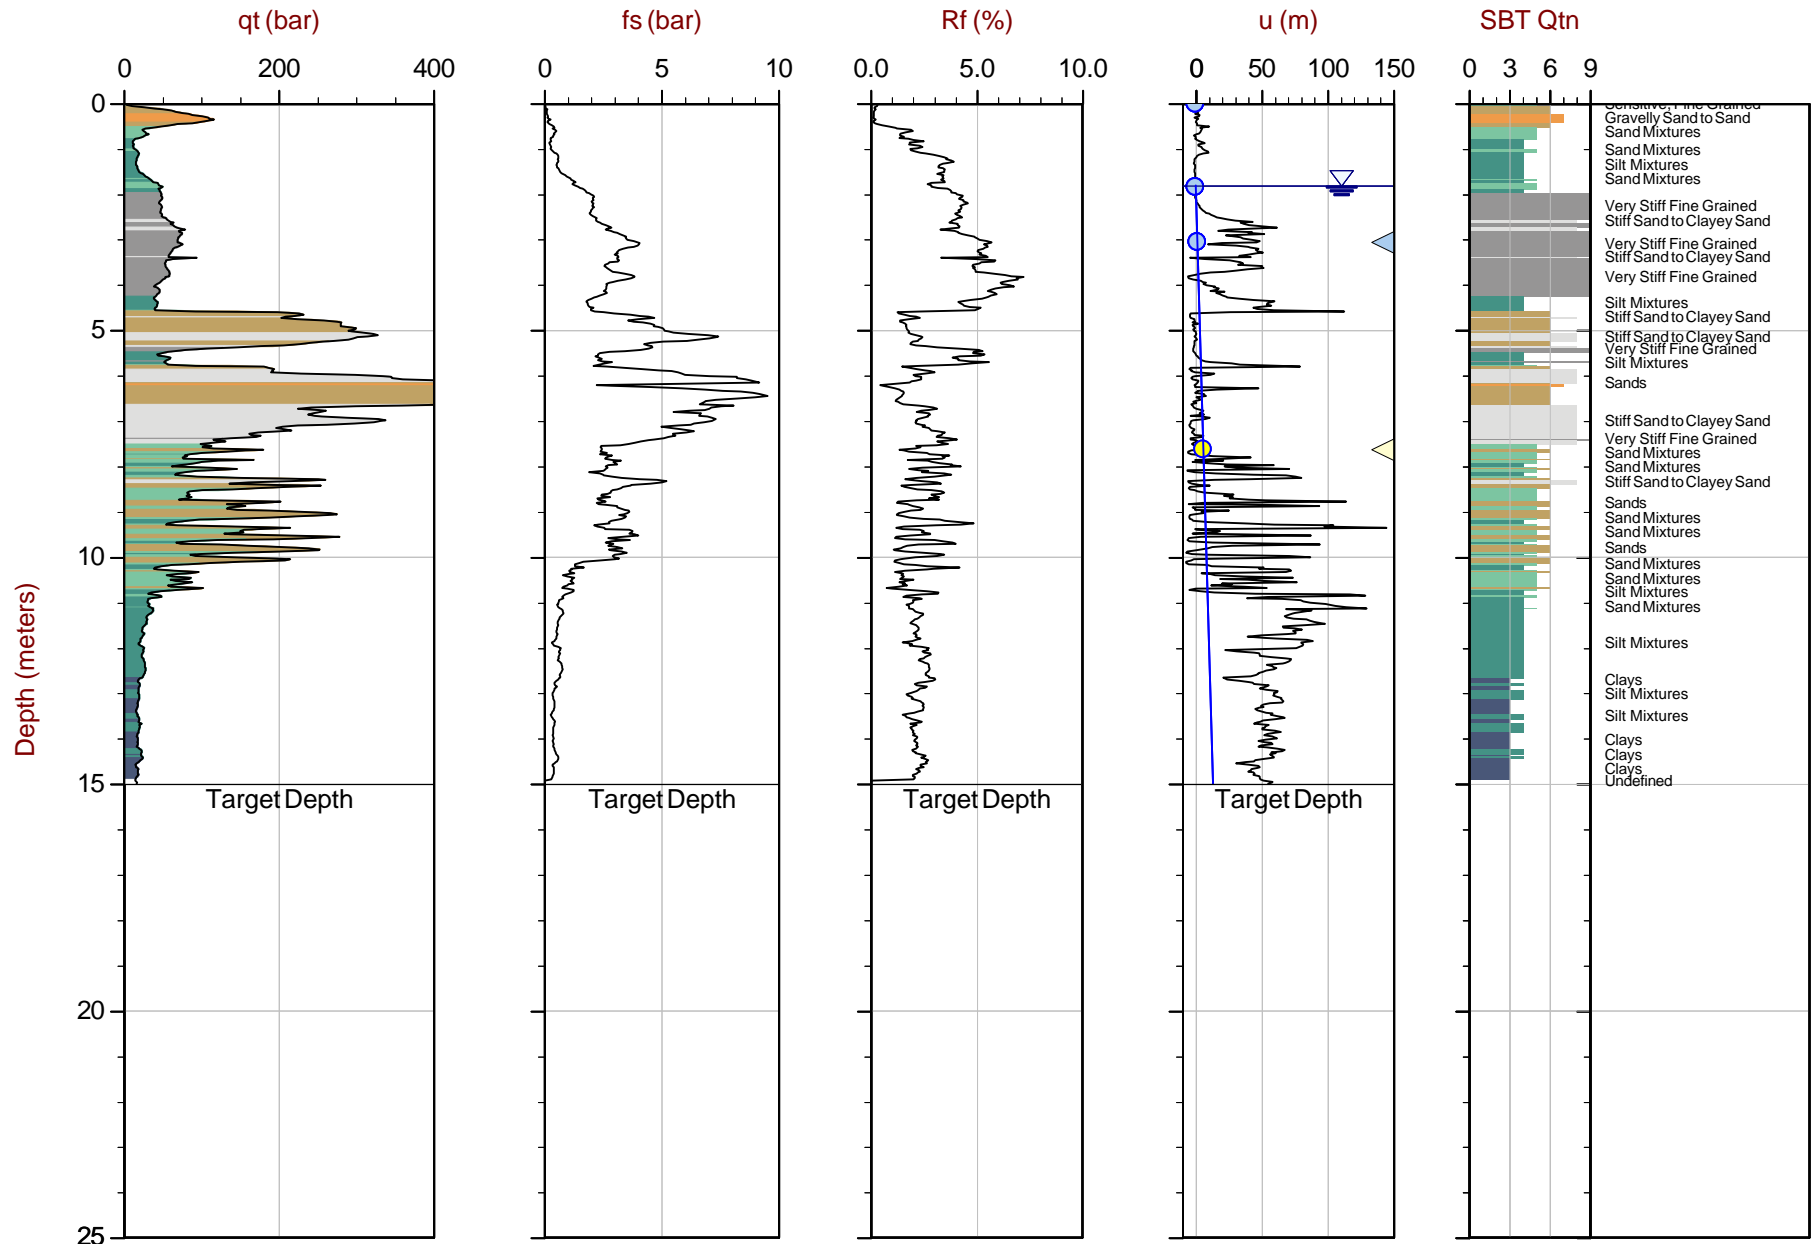 qt (bar)
fs (bar)
Rf (%)
u (m)
SBT Qtn
0 200 400
0 5 10
0.0 5.0 10.0
0 50 100 150
0 3 6 9
0
5
10
15
20
25
Depth (meters)
Sensitive, Fine Grained
Gravelly Sand to Sand
Sand Mixtures
Sand Mixtures
Silt Mixtures
Sand Mixtures
Very Stiff Fine Grained
Stiff Sand to Clayey Sand
Very Stiff Fine Grained
Stiff Sand to Clayey Sand
Very Stiff Fine Grained
Silt Mixtures
Stiff Sand to Clayey Sand
Stiff Sand to Clayey Sand
Very Stiff Fine Grained
Silt Mixtures
Sands
Stiff Sand to Clayey Sand
Very Stiff Fine Grained
Sand Mixtures
Sand Mixtures
Stiff Sand to Clayey Sand
Sands
Sand Mixtures
Sand Mixtures
Sands
Sand Mixtures
Sand Mixtures
Silt Mixtures
Sand Mixtures
Silt Mixtures
Clays
Silt Mixtures
Silt Mixtures
Clays
Clays
Clays
Undefined
Target Depth
Target Depth
Target Depth
Target Depth